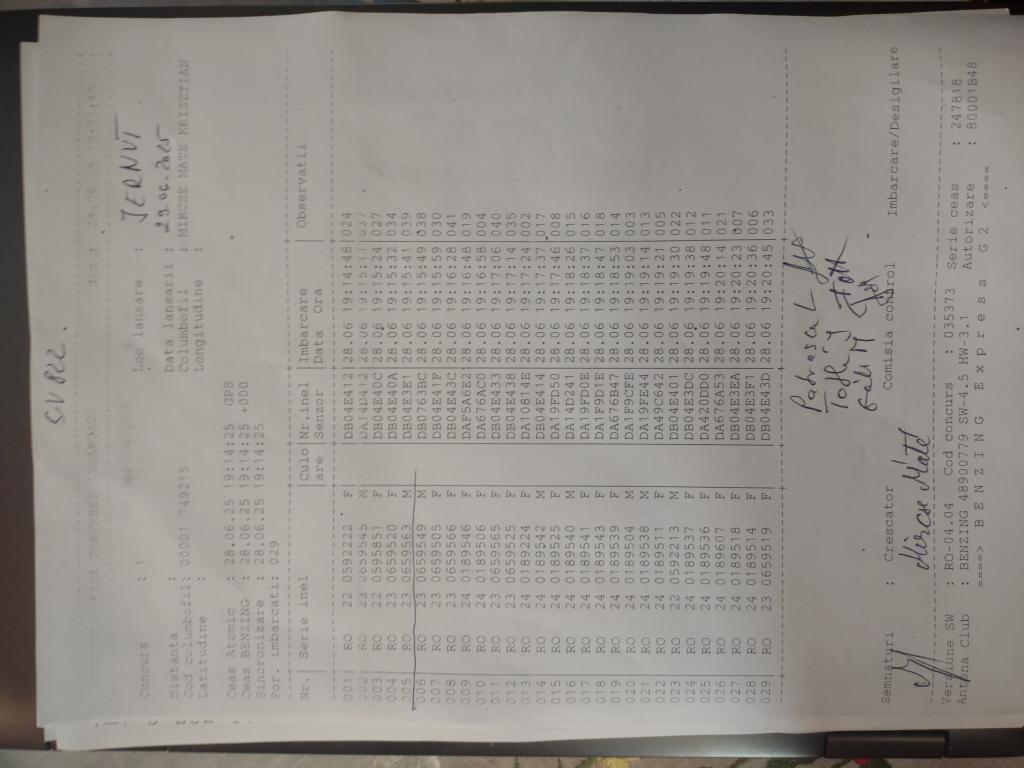 CV 822.
Concurs : 1 Loc lansare : IERNUT
Distanta : Data lansarii : 29.06.2025
Cod columbofil: 00001 749215 Columbofil : MIRCSE MATE KRISZTIAN
Latitudine : Longitudine :
Ceas Atomic : 28.06.25 19:14:25 GPS
Ceas BENZING : 28.06.25 19:14:25 +000
Sincronizare : 28.06.25 19:14:25
Por. imbarcati: 029
Nr.| Serie inel |Culo|Nr.inel |Imbarcare | Observatii
are |Senzor |Data Ora |
001| RO 22 0592222 F |DB04E412|28.06 19:14:48|024
002| RO 23 0659545 M |DA14D412|28.06 19:15:11|037
003| RO 22 0595851 F |DB04E40C|28.06 19:15:24|027
004| RO 23 0659520 F |DB04E40A|28.06 19:15:32|034
005| RO 23 0659563 M |DB04E3E1|28.06 19:15:41|039
006| RO 23 0659549 M |DB0763BC|28.06 19:15:49|038
007| RO 23 0659505 F |DB04E41F|28.06 19:15:59|030
008| RO 23 0659566 F |DB04E43C|28.06 19:16:28|041
009| RO 24 0189546 F |DAF5A6E2|28.06 19:16:48|019
010| RO 24 0189506 F |DA676AC0|28.06 19:16:58|004
011| RO 23 0659565 F |DB04E433|28.06 19:17:06|040
012| RO 23 0659525 F |DB04E438|28.06 19:17:14|035
013| RO 24 0189224 F |DA10814E|28.06 19:17:24|002
014| RO 24 0189542 M |DB04E414|28.06 19:17:37|017
015| RO 24 0189525 F |DA19FD50|28.06 19:17:46|008
016| RO 24 0189540 M |DA14D241|28.06 19:18:26|015
017| RO 24 0189541 F |DA19FD0E|28.06 19:18:37|016
018| RO 24 0189543 F |DA1F9D1E|28.06 19:18:47|018
019| RO 24 0189539 F |DA676B47|28.06 19:18:53|014
020| RO 24 0189504 M |DA1F9CFE|28.06 19:19:03|003
021| RO 24 0189538 M |DA19FE44|28.06 19:19:14|013
022| RO 24 0189511 F |DA49C642|28.06 19:19:21|005
023| RO 22 0592213 M |DB04E401|28.06 19:19:30|022
024| RO 24 0189537 F |DB04E3DC|28.06 19:19:38|012
025| RO 24 0189536 F |DA420DD0|28.06 19:19:48|011
026| RO 24 0189607 F |DA676A53|28.06 19:20:14|021
027| RO 24 0189518 F |DB04E3EA|28.06 19:20:23|007
028| RO 24 0189514 F |DB04E3F1|28.06 19:20:36|006
029| RO 23 0659519 F |DB04E43D|28.06 19:20:45|033
Semnaturi : Crescator Comisia control Imbarcare/Desigilare
Mircse Mate
Versiune SW : RO-04.04 Cod concurs : 035373 Serie ceas : 247818
Antena Club : BENZING 48900779 SW-4.5 HW-3.1 Autorizare : 80001B48
====> B E N Z I N G E x p r e s s G 2 <====